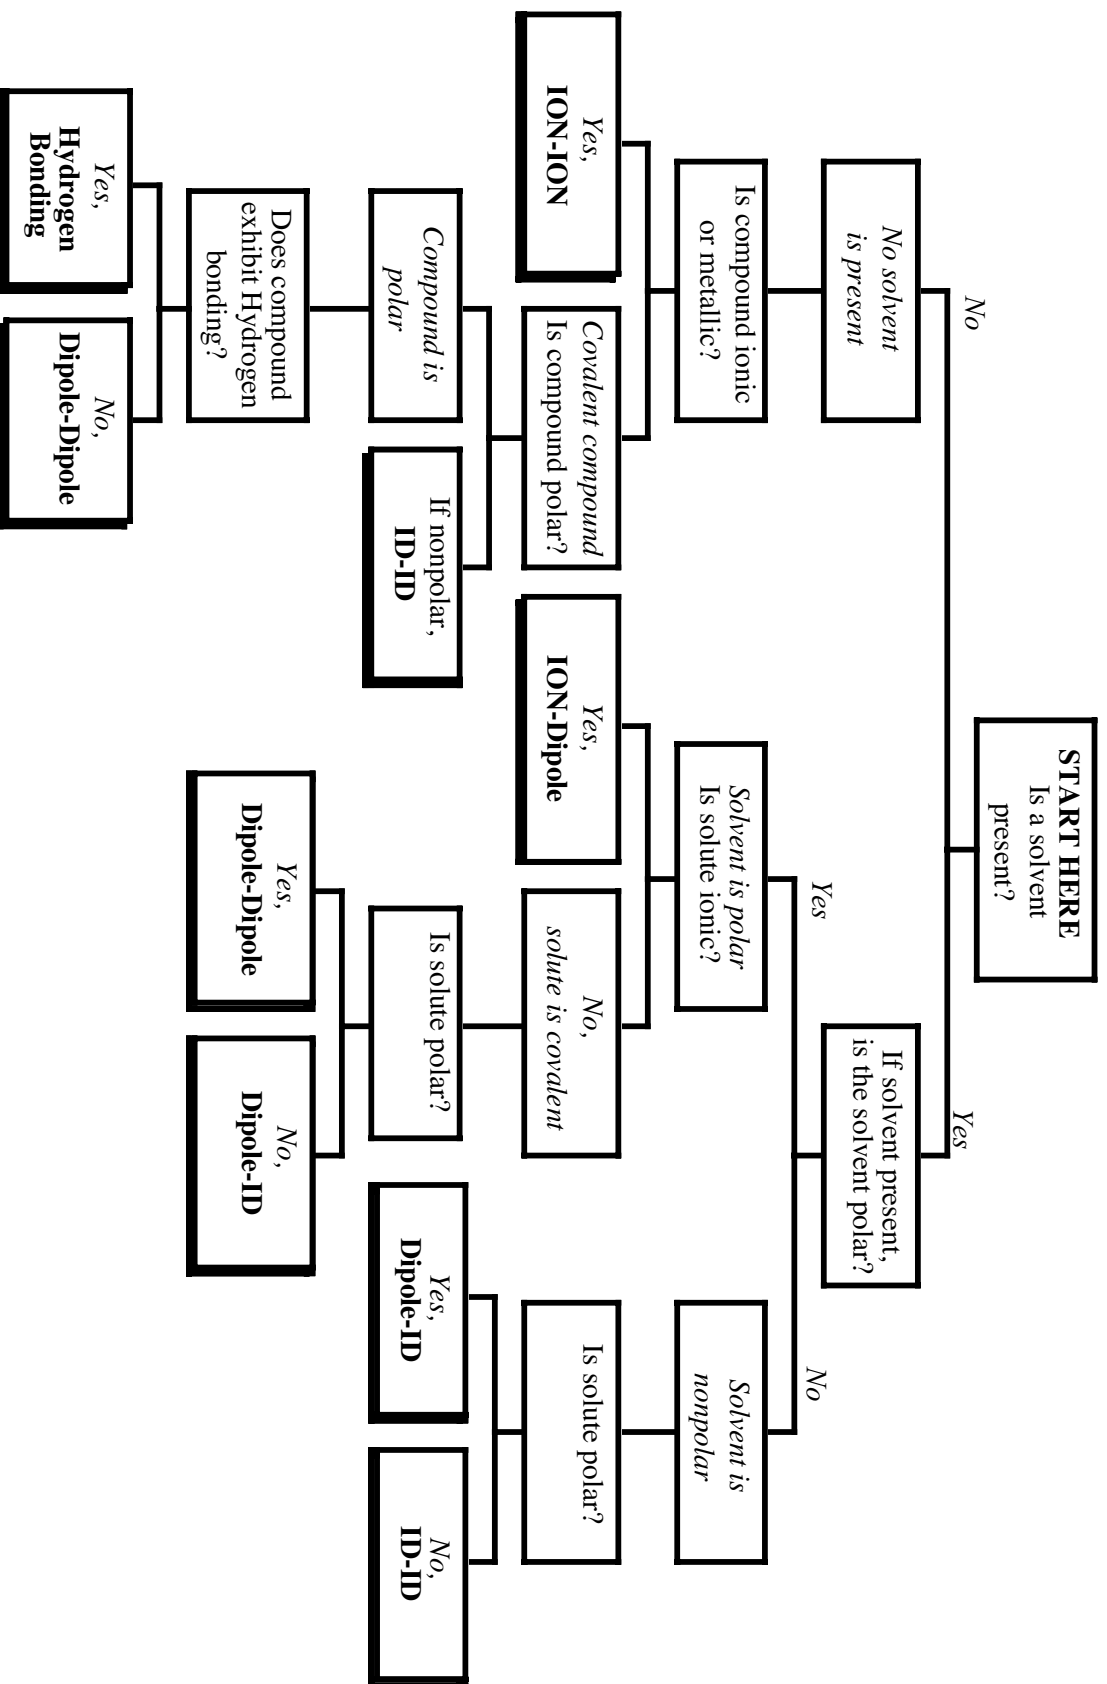 START HERE
Is a solvent
present?
No
Yes
No solvent
is present
If solvent present,
is the solvent polar?
Yes
No
Is compound ionic
or metallic?
Solvent is polar
Is solute ionic?
Solvent is
nonpolar
Yes,
ION-ION
Covalent compound
Is compound polar?
Yes,
ION-Dipole
No,
solute is covalent
Is solute polar?
Compound is
polar
If nonpolar,
ID-ID
Is solute polar?
Yes,
Dipole-ID
No,
ID-ID
Does compound
exhibit Hydrogen
bonding?
Yes,
Dipole-Dipole
No,
Dipole-ID
Yes,
Hydrogen
Bonding
No,
Dipole-Dipole